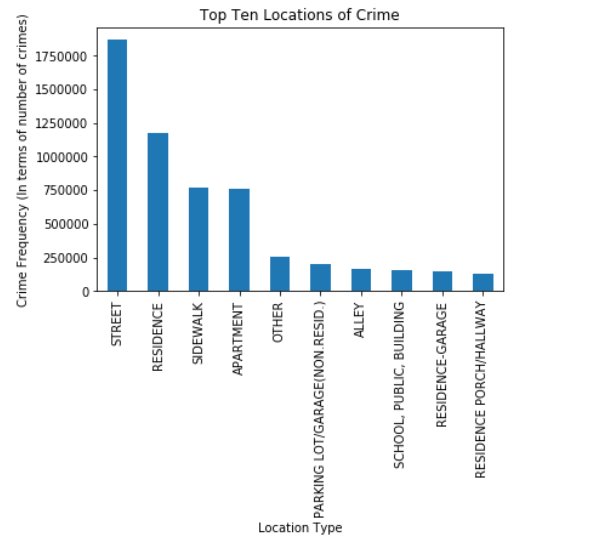 Top Ten Locations of Crime
Crime Frequency (In terms of number of crimes)
1750000
1500000
1250000
1000000
750000
500000
250000
0
STREET
RESIDENCE
SIDEWALK
APARTMENT
OTHER
PARKING LOT/GARAGE(NON.RESID.)
ALLEY
SCHOOL, PUBLIC, BUILDING
RESIDENCE-GARAGE
RESIDENCE PORCH/HALLWAY
Location Type